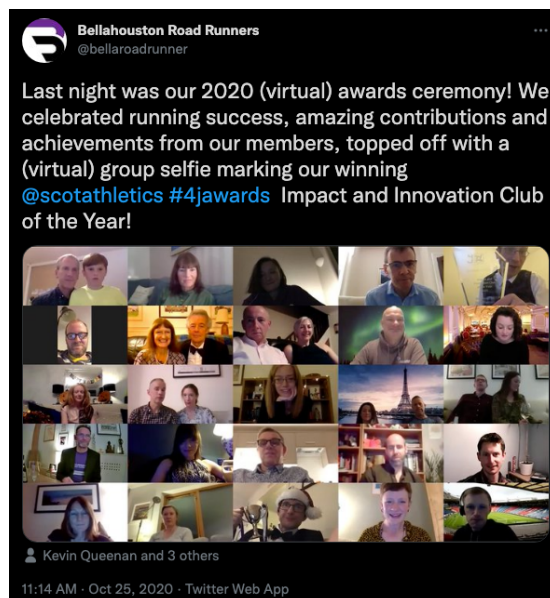 Bellahouston Road Runners
@bellaroadrunner
Last night was our 2020 (virtual) awards ceremony! We
celebrated running success, amazing contributions and
achievements from our members, topped off with a
(virtual) group selfie marking our winning
@scotathletics #4jawards Impact and Innovation Club
of the Year!
Kevin Queenan and 3 others
11:14 AM · Oct 25, 2020 · Twitter Web App